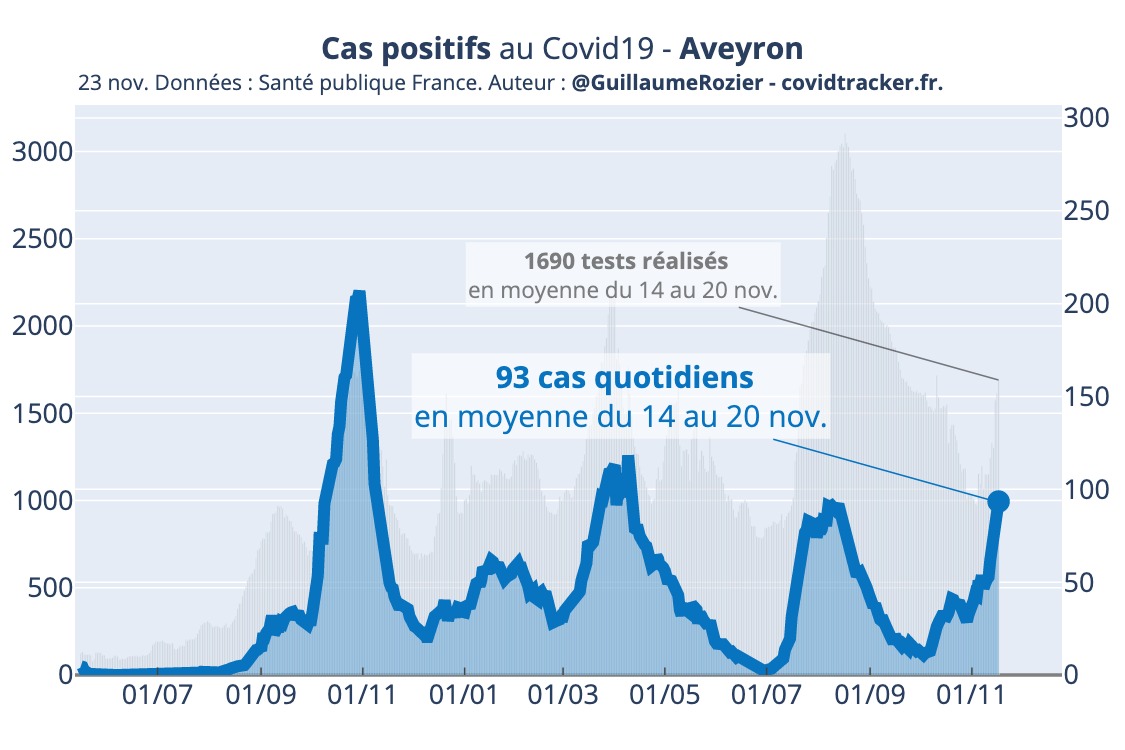 Cas positifs au Covid19 - Aveyron
23 nov. Données : Santé publique France. Auteur : @GuillaumeRozier - covidtracker.fr.
300
3000
250
2500
1690 tests réalisés
en moyenne du 14 au 20 nov.
200
2000
93 cas quotidiens
en moyenne du 14 au 20 nov.
150
1500
100
1000
50
500
0
0
01/07 01/09 01/11 01/01 01/03 01/05 01/07 01/09 01/11